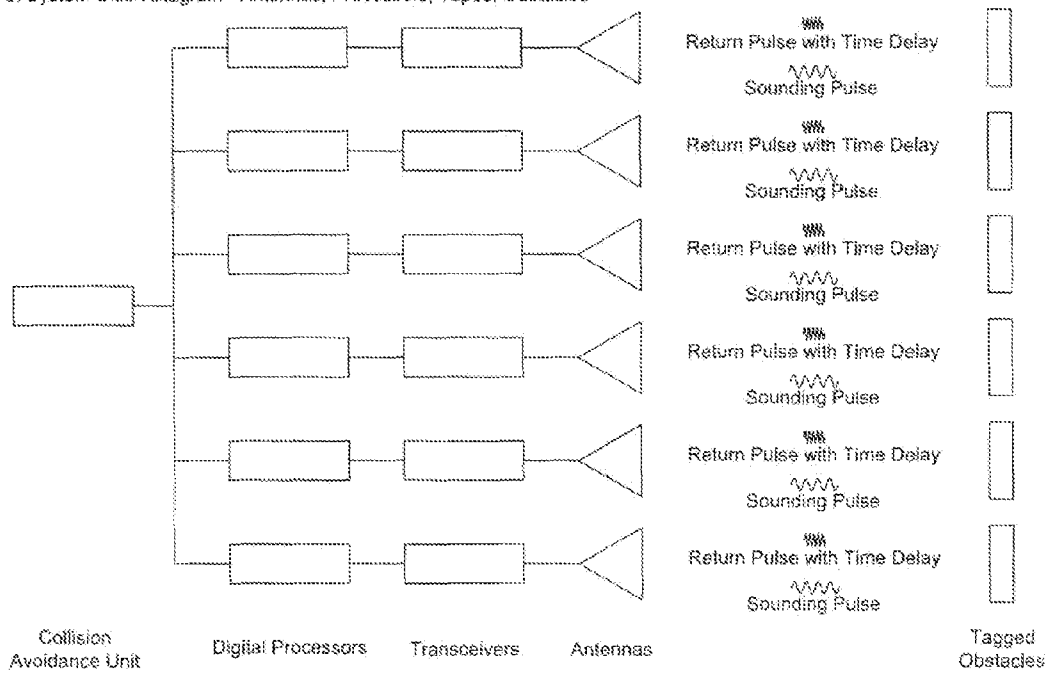 Return Pulse with Time Delay
Sounding Pulse
Return Pulse with Time Delay
Sounding Pulse
Return Pulse with Time Delay
Sounding Pulse
Return Pulse with Time Delay
Sounding Pulse
Return Pulse with Time Delay
Sounding Pulse
Return Pulse with Time Delay
Sounding Pulse
Collision
Avoidance Unit
Digital Processors
Transceivers
Antennas
Tagged
Obstacles